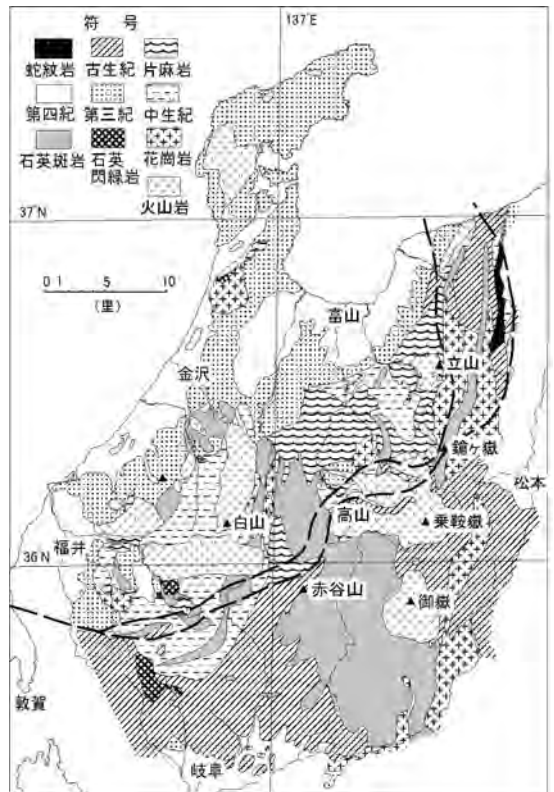 符号
137°E
蛇紋岩 古生紀 片麻岩
第四紀 第三紀 中生紀
石英斑岩 石英閃緑岩 花崗岩
火山岩
37°N
0 1 5 10
(里)
富山
立山
金沢
鎗ヶ嶽
松本
白山
高山
乗鞍嶽
福井
36°N
赤谷山
御嶽
敦賀
岐阜